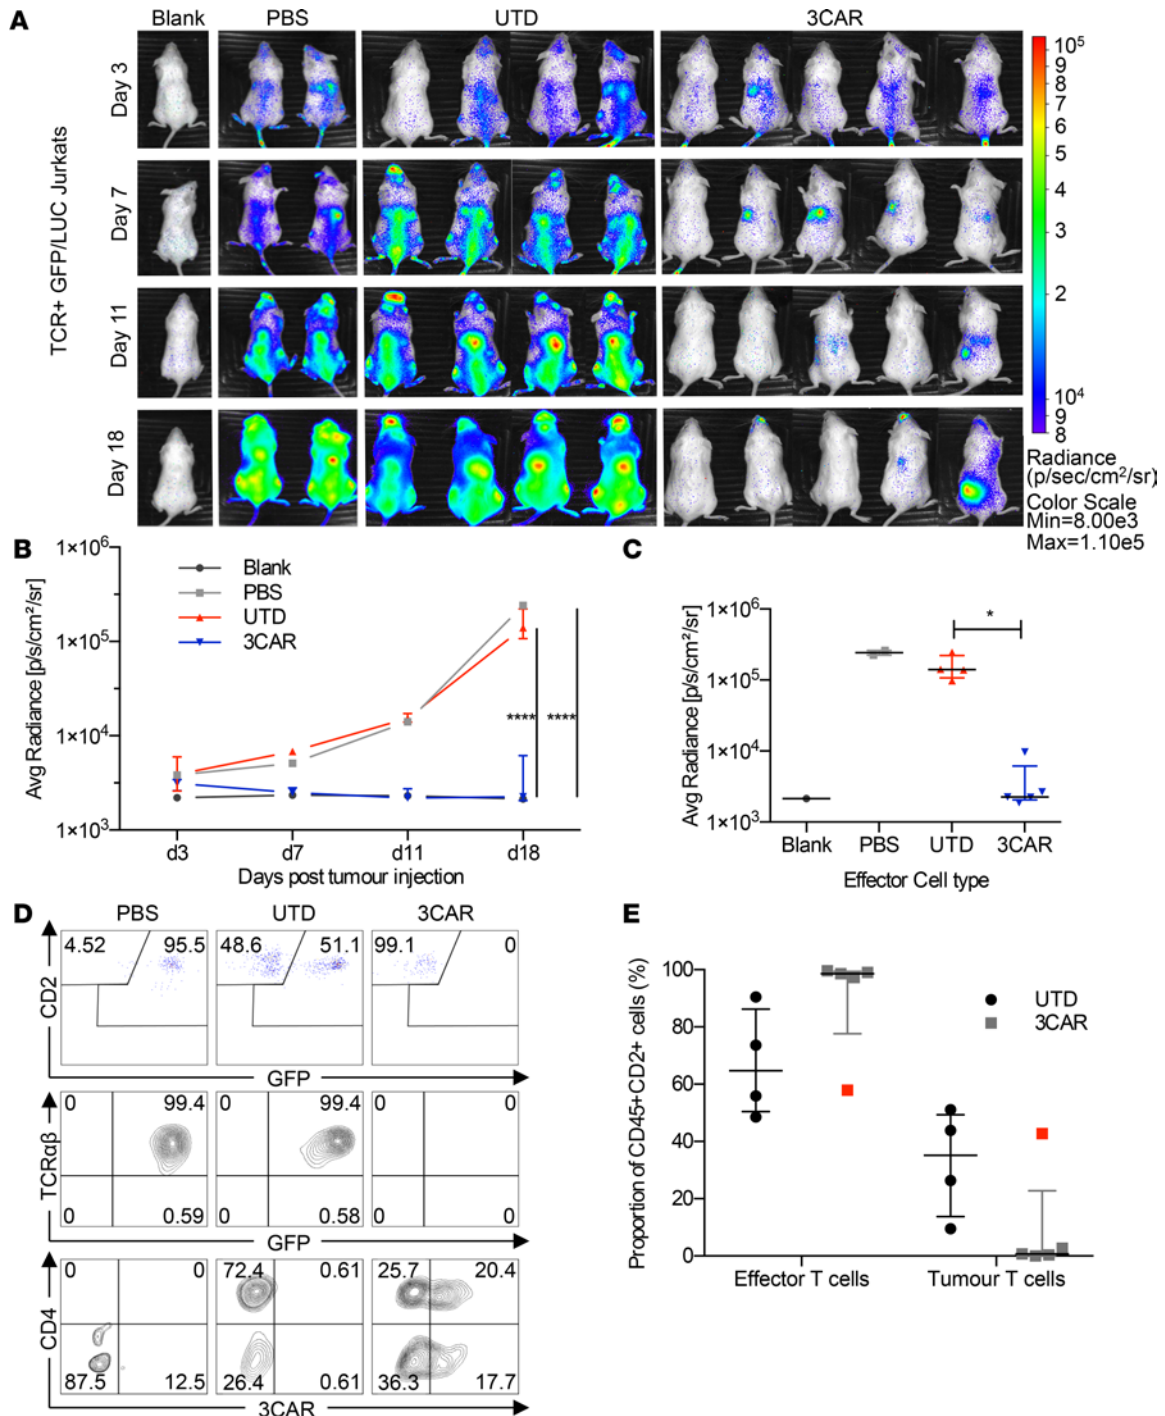 A
Blank PBS UTD 3CAR
TCR+ GFP/LUC Jurkats
Day 3
Day 7
Day 11
Day 18
10⁵
8
7
6
5
4
3
2
10⁴
9
8
Radiance
(p/sec/cm²/sr)
Color Scale
Min=8.00e3
Max=1.10e5
B
Avg Radiance [p/s/cm²/sr]
1×10⁶
1×10⁵
1×10⁴
1×10³
Blank
PBS
UTD
3CAR
**** ****
d3 d7 d11 d18
Days post tumour injection
C
Avg Radiance [p/s/cm²/sr]
1×10⁶
1×10⁵
1×10⁴
1×10³
*
Blank PBS UTD 3CAR
Effector Cell type
D
PBS UTD 3CAR
CD2
4.52 95.5 48.6 51.1 99.1 0
GFP
TCRαβ
0 99.4 0 99.4 0 0
0 0.59 0 0.58 0 0
GFP
CD4
0 0 72.4 0.61 25.7 20.4
87.5 12.5 26.4 0.61 36.3 17.7
3CAR
E
Proportion of CD45+CD2+ cells (%)
100
80
60
40
20
0
UTD
3CAR
Effector T cells Tumour T cells